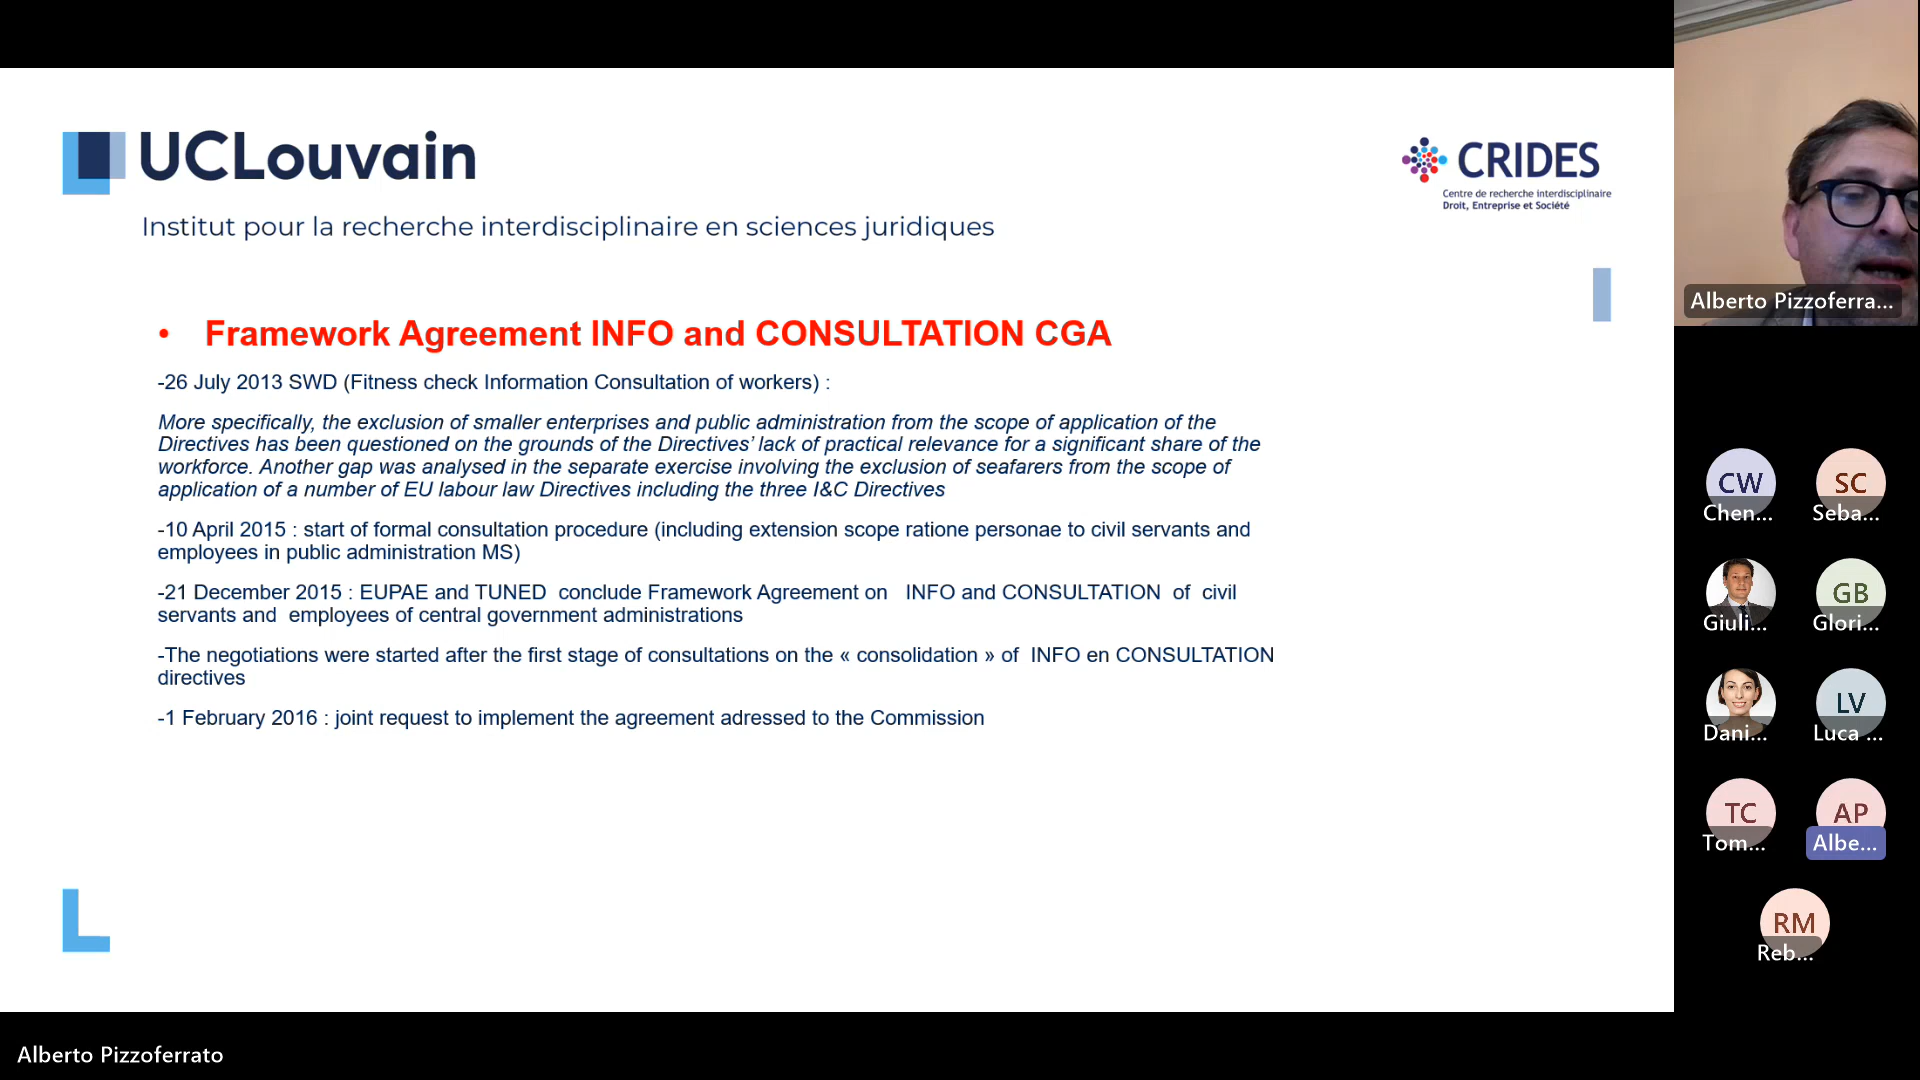 UCLouvain
Institut pour la recherche interdisciplinaire en sciences juridiques
CRIDES
Centre de recherche interdisciplinaire
Droit, Entreprise et Société
• Framework Agreement INFO and CONSULTATION CGA
-26 July 2013 SWD (Fitness check Information Consultation of workers) :
More specifically, the exclusion of smaller enterprises and public administration from the scope of application of the
Directives has been questioned on the grounds of the Directives’ lack of practical relevance for a significant share of the
workforce. Another gap was analysed in the separate exercise involving the exclusion of seafarers from the scope of
application of a number of EU labour law Directives including the three I&C Directives
-10 April 2015 : start of formal consultation procedure (including extension scope ratione personae to civil servants and
employees in public administration MS)
-21 December 2015 : EUPAE and TUNED conclude Framework Agreement on INFO and CONSULTATION of civil
servants and employees of central government administrations
-The negotiations were started after the first stage of consultations on the « consolidation » of INFO en CONSULTATION
directives
-1 February 2016 : joint request to implement the agreement adressed to the Commission
Alberto Pizzoferra...
CW
Chen...
SC
Seba...
Giuli...
GB
Glori...
Dani...
LV
Luca ...
TC
Tom...
AP
Albe...
RM
Reb...
Alberto Pizzoferrato